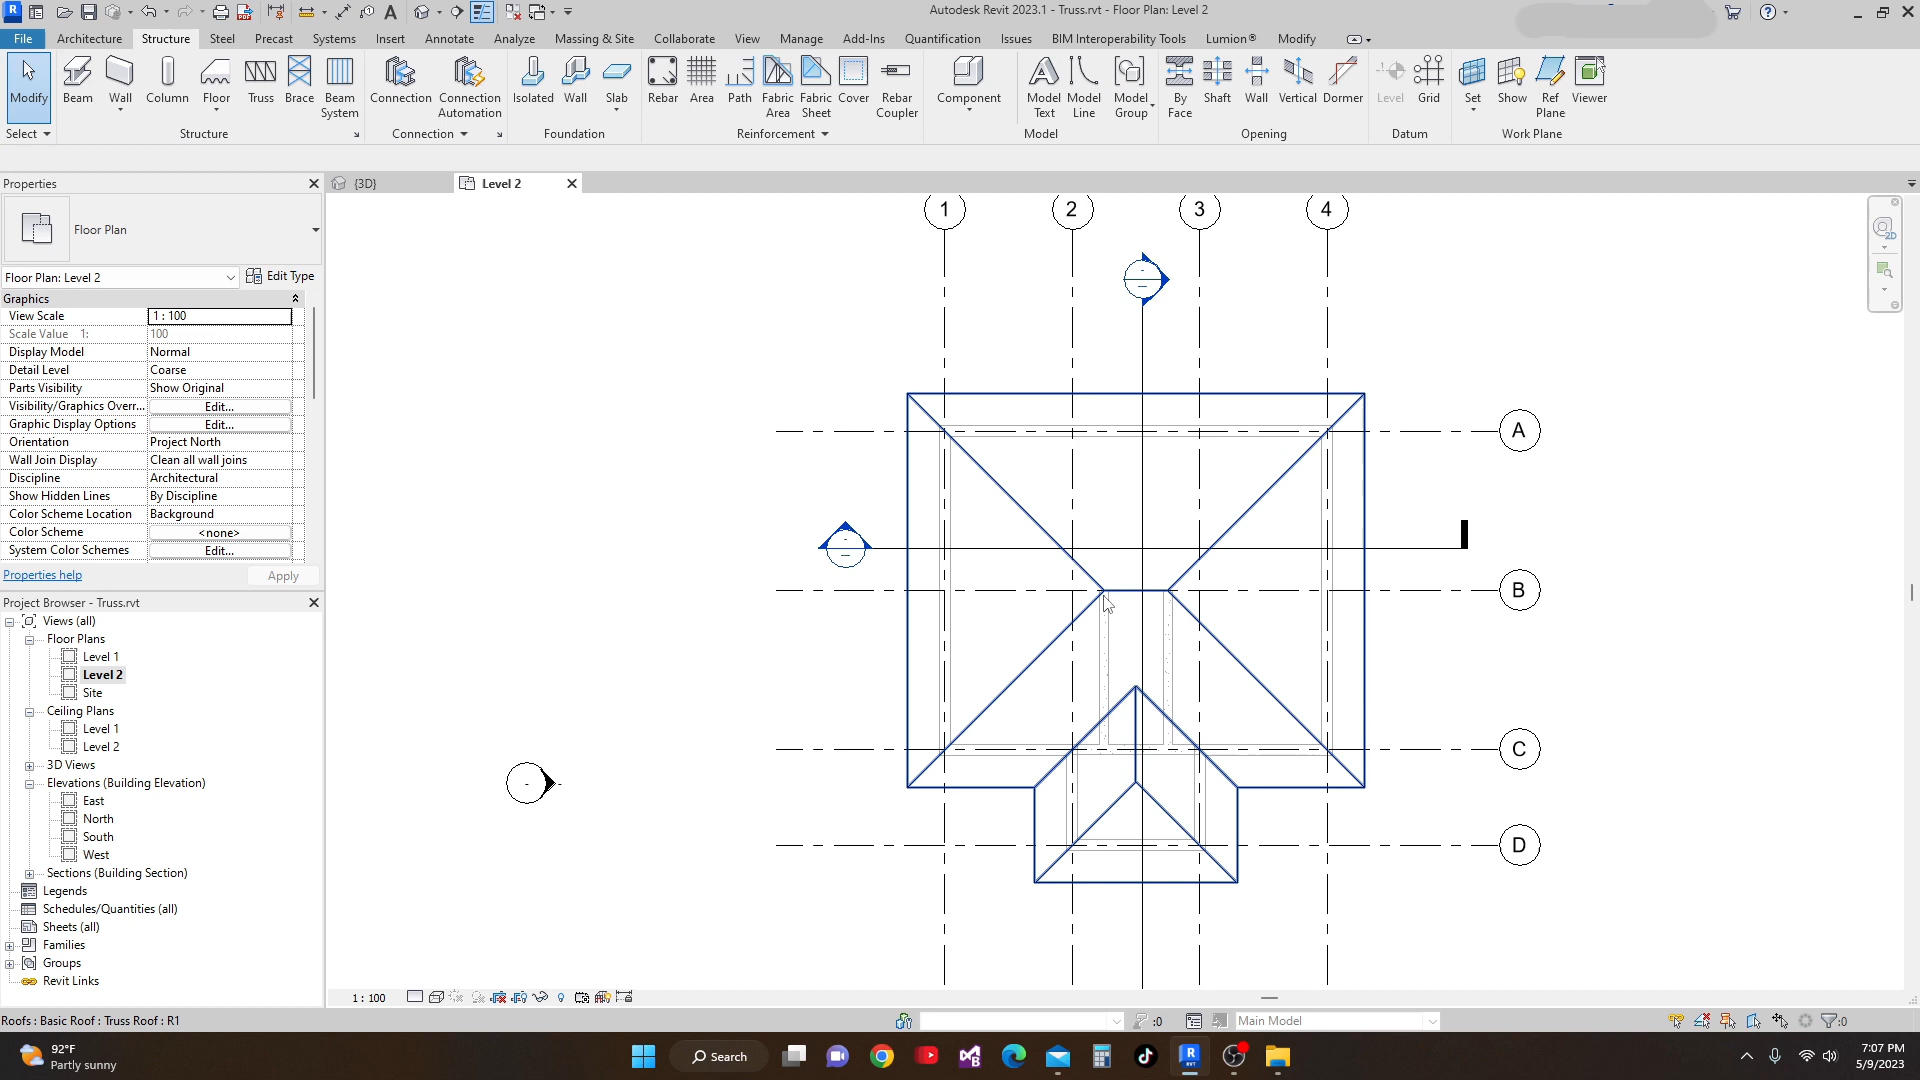 Autodesk Revit 2023.1 - Truss.rvt - Floor Plan: Level 2
File Architecture Structure Steel Precast Systems Insert Annotate Analyze Massing & Site Collaborate View Manage Add-Ins Quantification Issues BIM Interoperability Tools Lumion® Modify
Modify Beam Wall Column Floor Truss Brace Beam System Connection Connection Automation Isolated Wall Slab Rebar Area Path Fabric Area Fabric Sheet Cover Rebar Coupler Component Model Text Model Line Model Group By Face Shaft Wall Vertical Dormer Level Grid Set Show Ref Plane Viewer
Select Structure Connection Foundation Reinforcement Model Opening Datum Work Plane
Properties
{3D}
Level 2
Floor Plan
Floor Plan: Level 2
Edit Type
Graphics
View Scale 1 : 100
Scale Value 1: 100
Display Model Normal
Detail Level Coarse
Parts Visibility Show Original
Visibility/Graphics Overr... Edit...
Graphic Display Options Edit...
Orientation Project North
Wall Join Display Clean all wall joins
Discipline Architectural
Show Hidden Lines By Discipline
Color Scheme Location Background
Color Scheme <none>
System Color Schemes Edit...
Properties help
Apply
Project Browser - Truss.rvt
Views (all)
Floor Plans
Level 1
Level 2
Site
Ceiling Plans
Level 1
Level 2
3D Views
Elevations (Building Elevation)
East
North
South
West
Sections (Building Section)
Legends
Schedules/Quantities (all)
Sheets (all)
Families
Groups
Revit Links
1 2 3 4
A
B
C
D
2D
1 : 100
Roofs : Basic Roof : Truss Roof : R1
:0
Main Model
:0
92°F
Partly sunny
Search
7:07 PM
5/9/2023